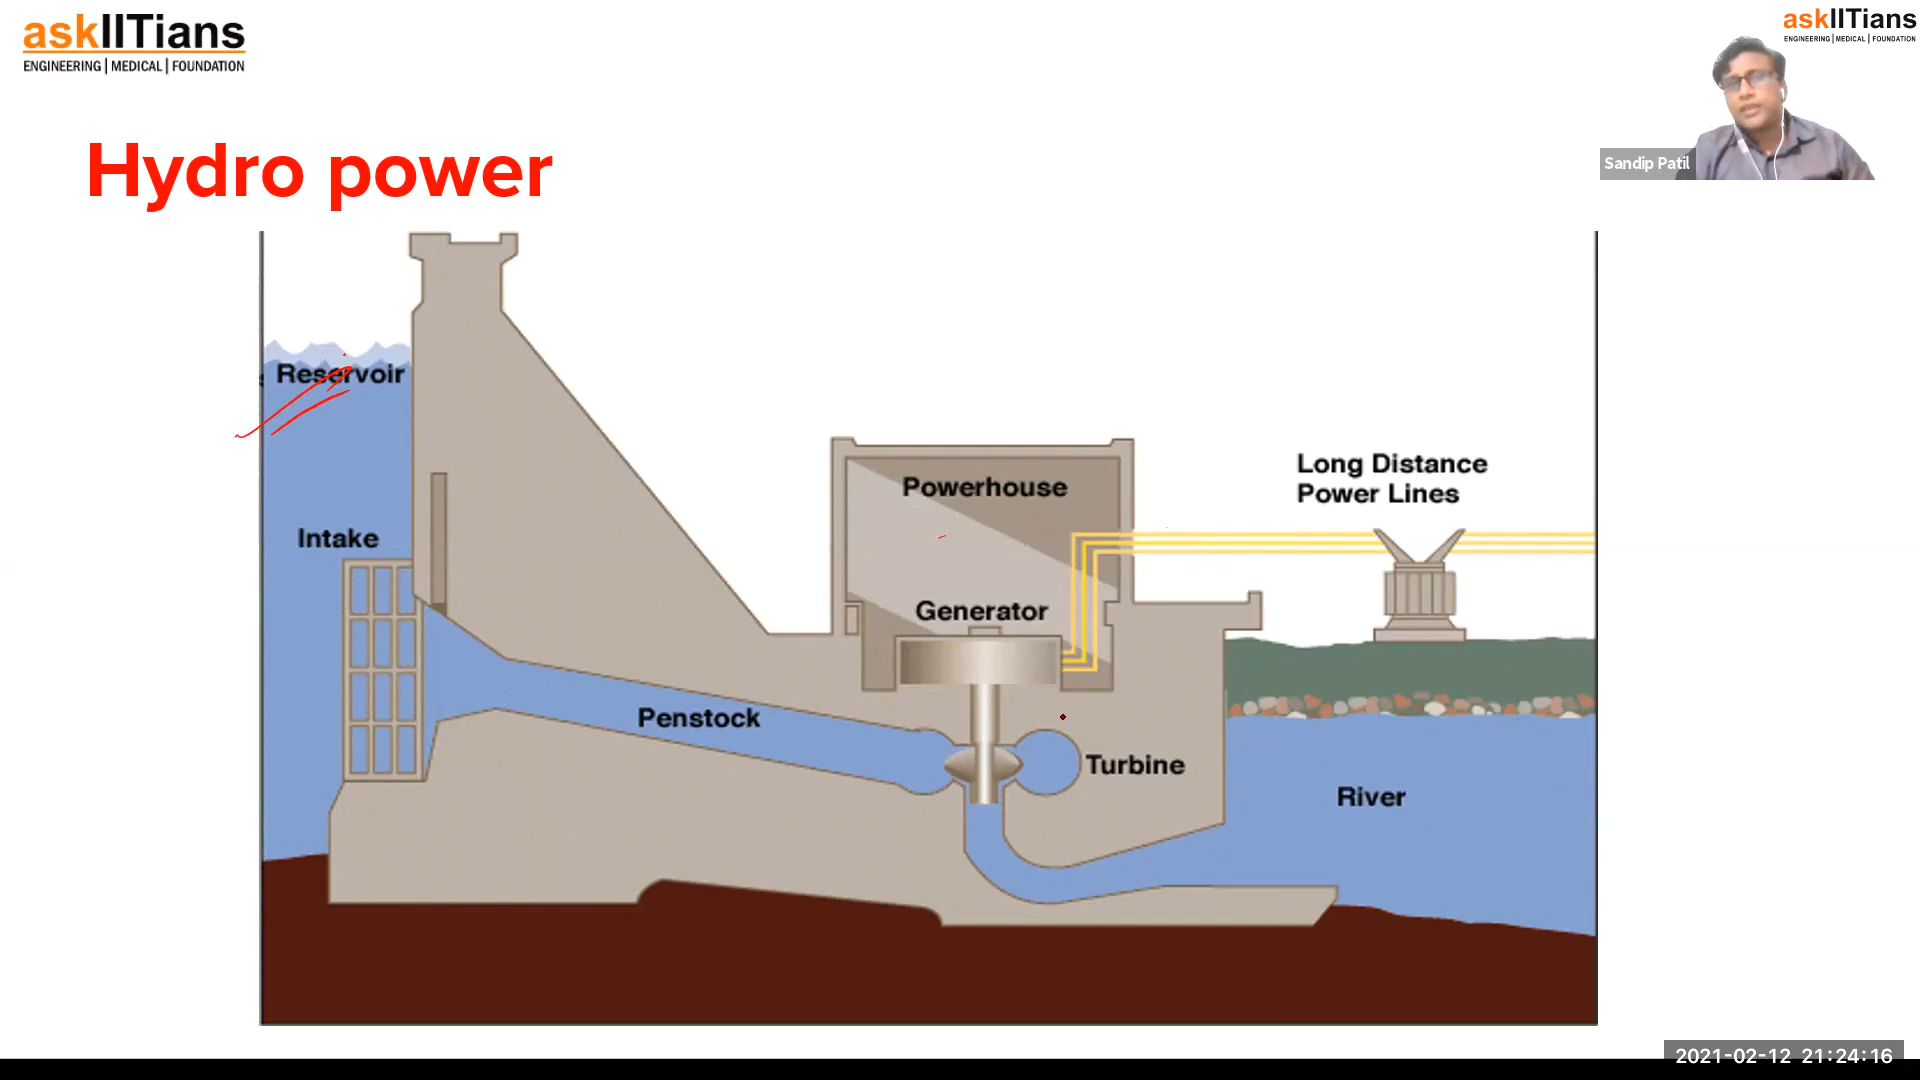 askIITians
ENGINEERING | MEDICAL | FOUNDATION
askIITians
ENGINEERING | MEDICAL | FOUNDATION
Sandip Patil
Hydro power
Reservoir
Intake
Penstock
Powerhouse
Generator
Turbine
Long Distance
Power Lines
River
2021-02-12 21:24:16